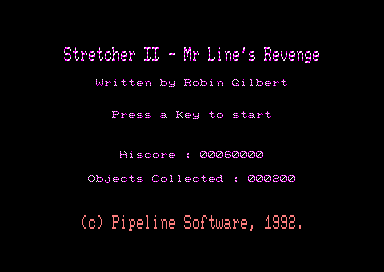 Stretcher II - Mr Line's Revenge
Written by Robin Gilbert
Press a Key to start
Hiscore : 00060000
Objects Collected : 000200
(c) Pipeline Software, 1992.